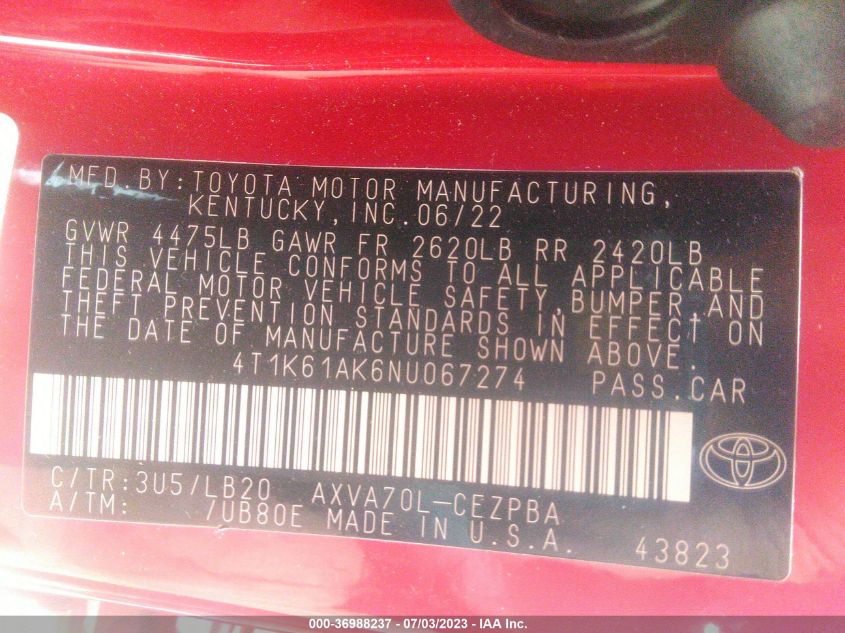 MFD. BY: TOYOTA MOTOR MANUFACTURING,
KENTUCKY, INC. 06/22
GVWR 4475LB GAWR FR 2620LB RR 2420LB
THIS VEHICLE CONFORMS TO ALL APPLICABLE
FEDERAL MOTOR VEHICLE SAFETY, BUMPER, AND
THEFT PREVENTION STANDARDS IN EFFECT ON
THE DATE OF MANUFACTURE SHOWN ABOVE.
4T1K61AK6NU067274 PASS. CAR
C/TR: 3U5/LB20 AXVA70L-CEZPBA
A/TM: /UB80E MADE IN U.S.A. 43823
000-36988237 - 07/03/2023 - IAA Inc.